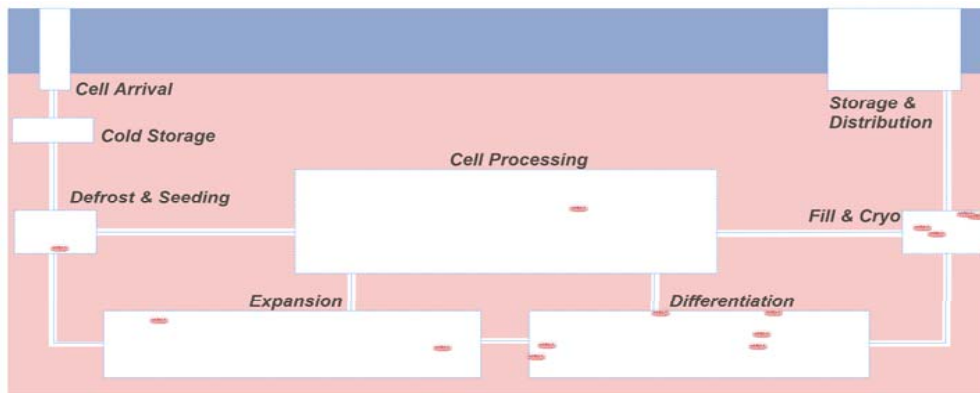 Cell Arrival
Storage &
Distribution
Cold Storage
Cell Processing
Defrost & Seeding
Fill & Cryo
Expansion
Differentiation